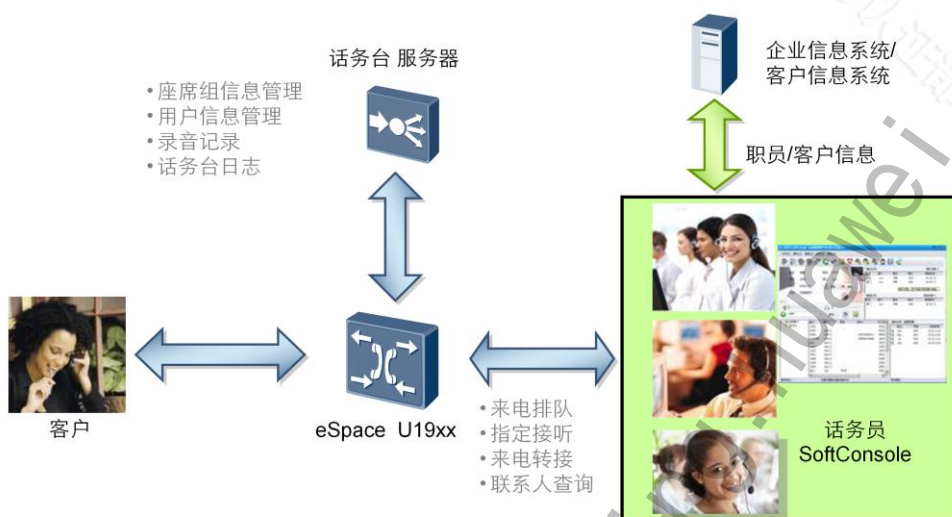 话务台 服务器
• 座席组信息管理
• 用户信息管理
• 录音记录
• 话务台日志
企业信息系统/
客户信息系统
职员/客户信息
客户
eSpace U19xx
• 来电排队
• 指定接听
• 来电转接
• 联系人查询
话务员
SoftConsole